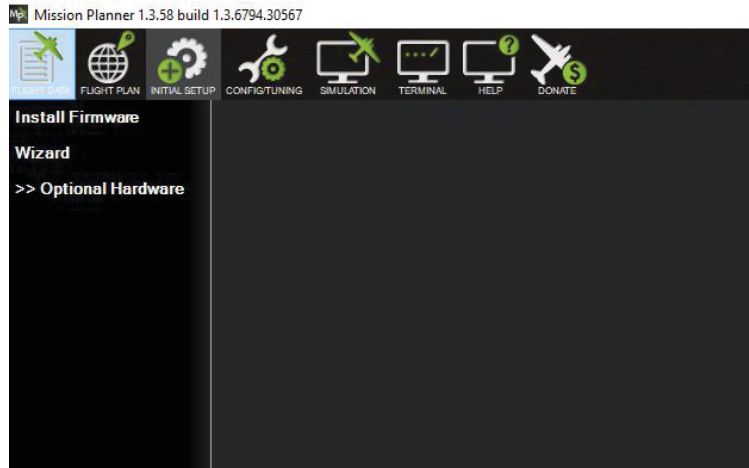 Mp Mission Planner 1.3.58 build 1.3.6794.30567
FLIGHT DATA FLIGHT PLAN INITIAL SETUP CONFIG/TUNING SIMULATION TERMINAL HELP DONATE
Install Firmware
Wizard
>> Optional Hardware